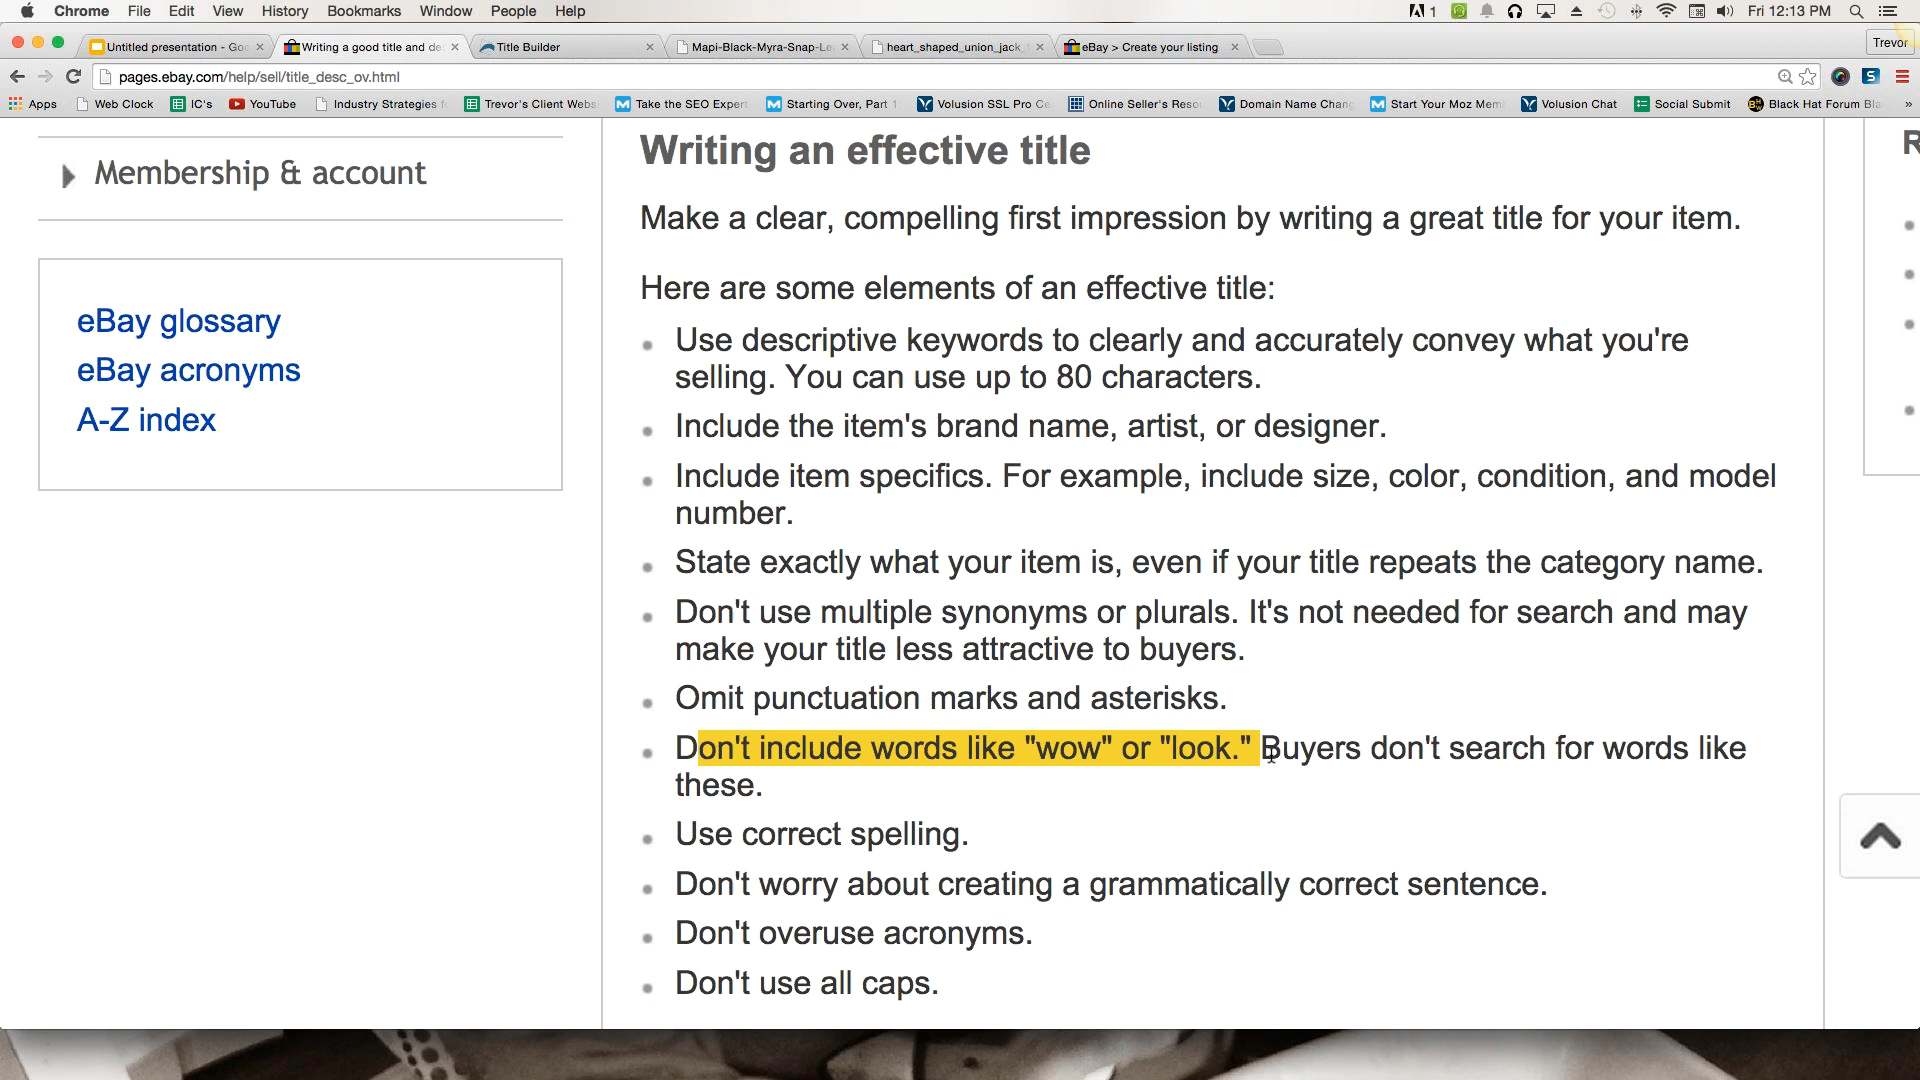 Chrome File Edit View History Bookmarks Window People Help
1 Fri 12:13 PM
Untitled presentation - Goo
Writing a good title and de
Title Builder
Mapi-Black-Myra-Snap-Le
heart_shaped_union_jack_
eBay > Create your listing
Trevor
pages.ebay.com/help/sell/title_desc_ov.html
Apps Web Clock IC's YouTube Industry Strategies Trevor's Client Webs Take the SEO Expert Starting Over, Part Volusion SSL Pro Ce Online Seller's Reso Domain Name Chang Start Your Moz Mem Volusion Chat Social Submit Black Hat Forum Bla »
Membership & account
eBay glossary
eBay acronyms
A-Z index
Writing an effective title
Make a clear, compelling first impression by writing a great title for your item.
Here are some elements of an effective title:
Use descriptive keywords to clearly and accurately convey what you're
selling. You can use up to 80 characters.
Include the item's brand name, artist, or designer.
Include item specifics. For example, include size, color, condition, and model
number.
State exactly what your item is, even if your title repeats the category name.
Don't use multiple synonyms or plurals. It's not needed for search and may
make your title less attractive to buyers.
Omit punctuation marks and asterisks.
Don't include words like "wow" or "look." Buyers don't search for words like
these.
Use correct spelling.
Don't worry about creating a grammatically correct sentence.
Don't overuse acronyms.
Don't use all caps.
R